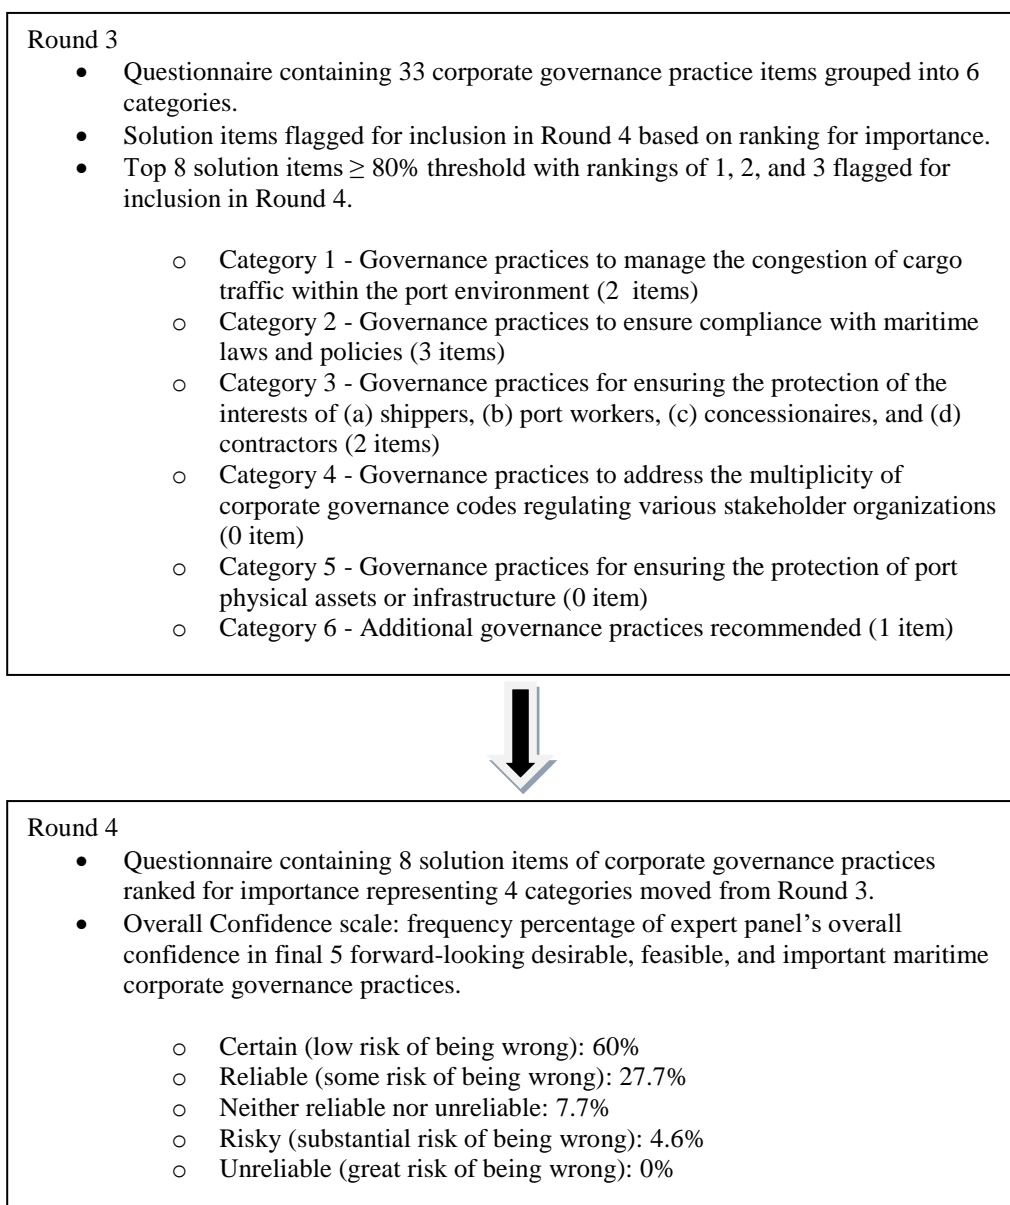 Round 3
• Questionnaire containing 33 corporate governance practice items grouped into 6
categories.
• Solution items flagged for inclusion in Round 4 based on ranking for importance.
• Top 8 solution items ≥ 80% threshold with rankings of 1, 2, and 3 flagged for
inclusion in Round 4.
o Category 1 - Governance practices to manage the congestion of cargo
traffic within the port environment (2 items)
o Category 2 - Governance practices to ensure compliance with maritime
laws and policies (3 items)
o Category 3 - Governance practices for ensuring the protection of the
interests of (a) shippers, (b) port workers, (c) concessionaires, and (d)
contractors (2 items)
o Category 4 - Governance practices to address the multiplicity of
corporate governance codes regulating various stakeholder organizations
(0 item)
o Category 5 - Governance practices for ensuring the protection of port
physical assets or infrastructure (0 item)
o Category 6 - Additional governance practices recommended (1 item)
Round 4
• Questionnaire containing 8 solution items of corporate governance practices
ranked for importance representing 4 categories moved from Round 3.
• Overall Confidence scale: frequency percentage of expert panel’s overall
confidence in final 5 forward-looking desirable, feasible, and important maritime
corporate governance practices.
o Certain (low risk of being wrong): 60%
o Reliable (some risk of being wrong): 27.7%
o Neither reliable nor unreliable: 7.7%
o Risky (substantial risk of being wrong): 4.6%
o Unreliable (great risk of being wrong): 0%